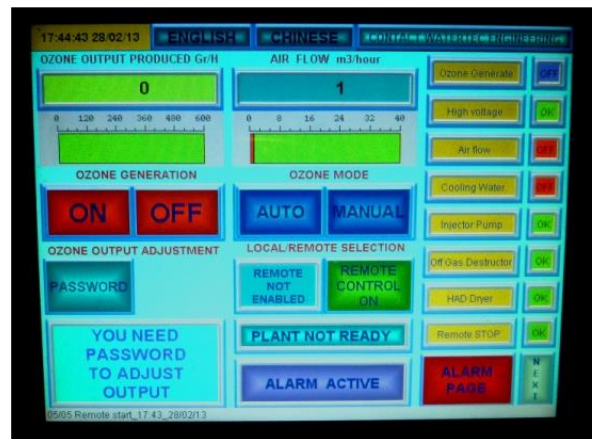 17:44:43 28/02/13 ENGLISH CHINESE CONTACT WATERTEC ENGINEERING
OZONE OUTPUT PRODUCED Gr/H AIR FLOW m3/hour
0 1
Ozone Generate OFF
0 120 240 360 480 600 0 8 16 24 32 40
High voltage OK
Air flow OFF
OZONE GENERATION OZONE MODE
Cooling Water OFF
ON OFF AUTO MANUAL
Injector Pump OK
OZONE OUTPUT ADJUSTMENT LOCAL/REMOTE SELECTION
Off Gas Destructor OK
PASSWORD
REMOTE
NOT
ENABLED
REMOTE
CONTROL
ON
HAD Dryer OK
YOU NEED
PASSWORD
TO ADJUST
OUTPUT
PLANT NOT READY
Remote STOP OK
ALARM ACTIVE
ALARM
PAGE
NEXT
05/05 Remote start_17:43_28/02/13